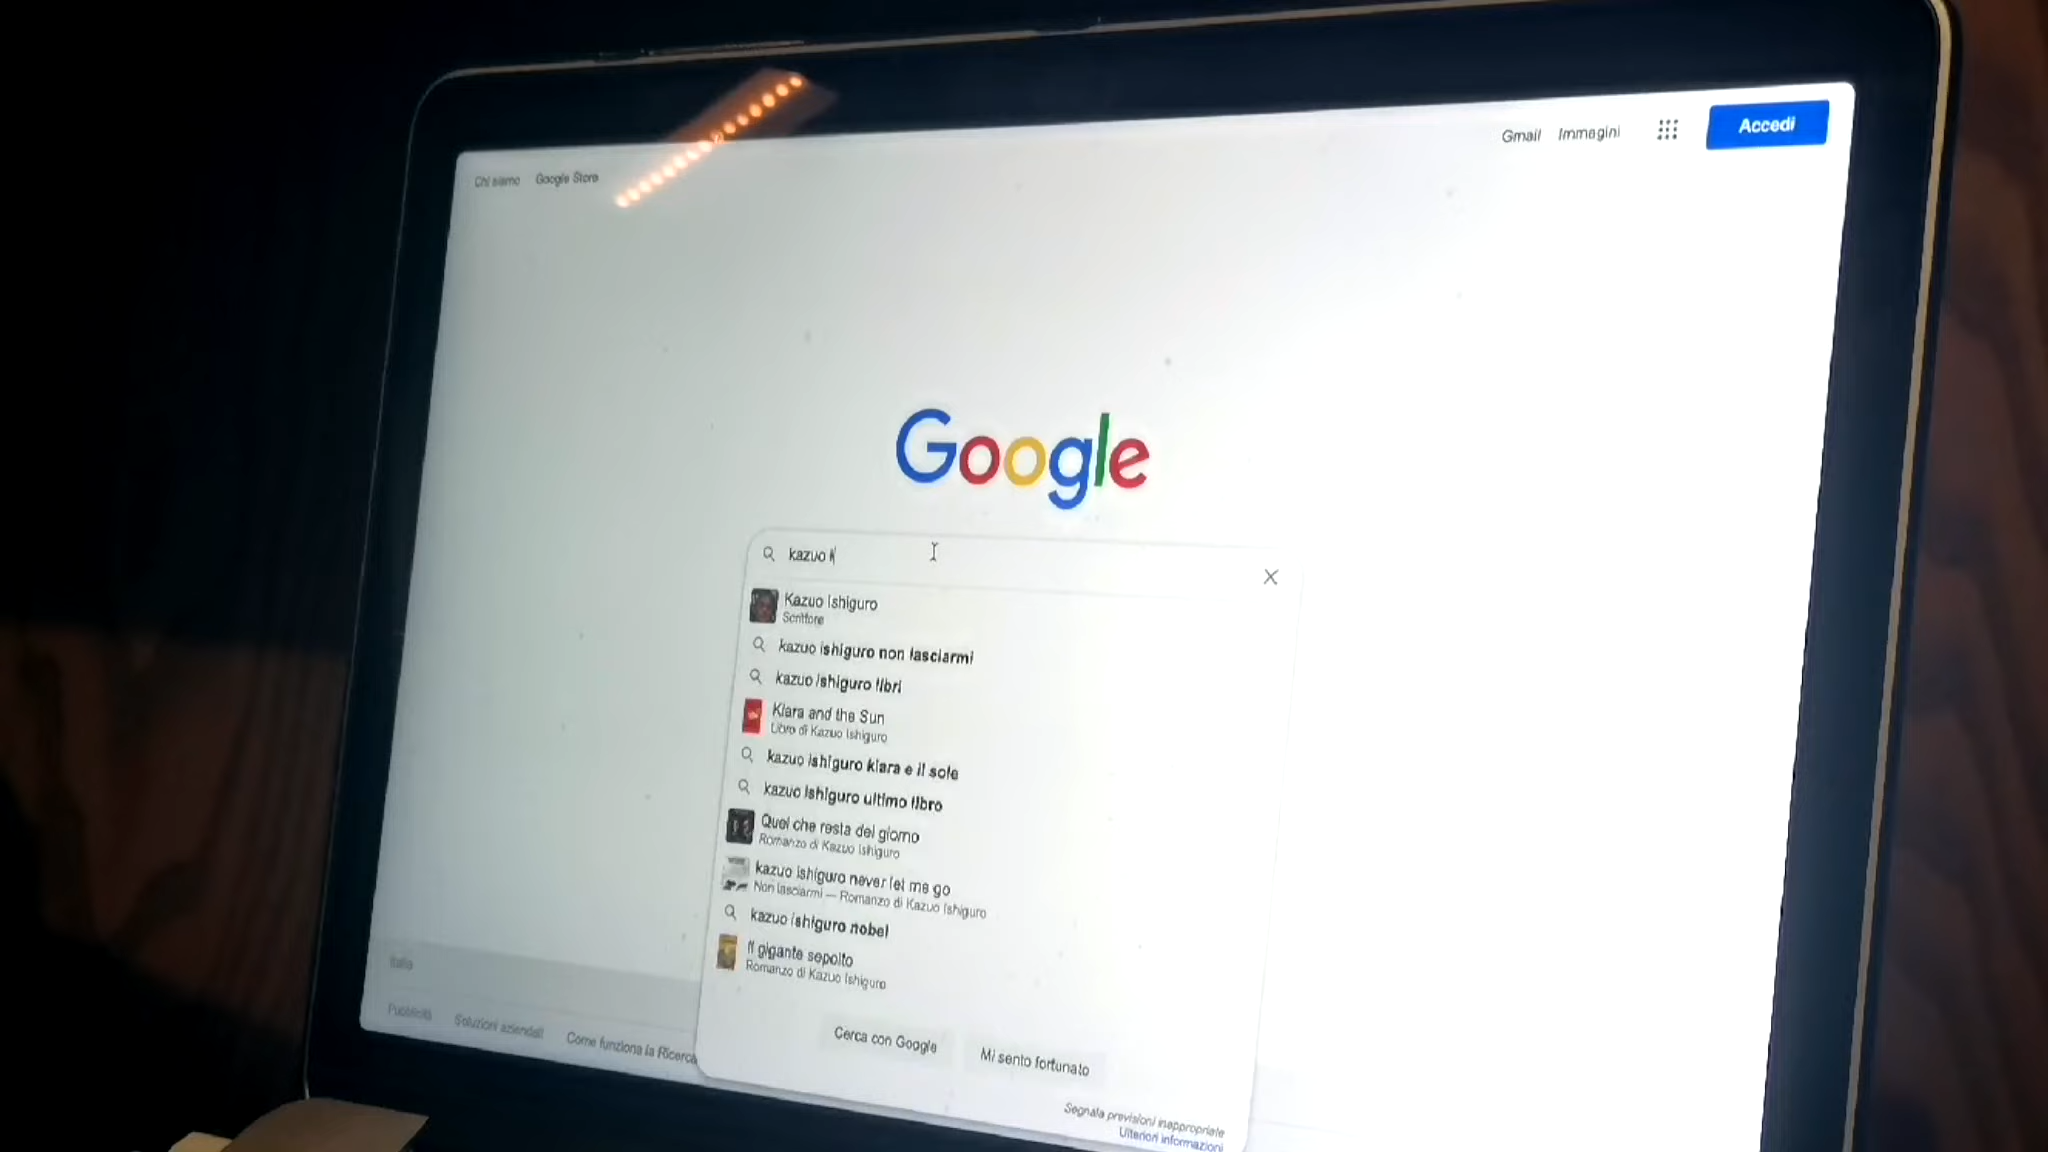 Chi siamo Google Store
Gmail Immagini Accedi
Google
kazuo i
Kazuo Ishiguro
Scrittore
kazuo ishiguro non lasciarmi
kazuo ishiguro libri
Klara and the Sun
Libro di Kazuo Ishiguro
kazuo ishiguro klara e il sole
kazuo ishiguro ultimo libro
Quel che resta del giorno
Romanzo di Kazuo Ishiguro
kazuo ishiguro never let me go
Non lasciarmi — Romanzo di Kazuo Ishiguro
kazuo ishiguro nobel
Il gigante sepolto
Romanzo di Kazuo Ishiguro
Italia
Pubblicità Soluzioni aziendali Come funziona la Ricerca
Cerca con Google Mi sento fortunato
Segnala previsioni inappropriate
Ulteriori informazioni